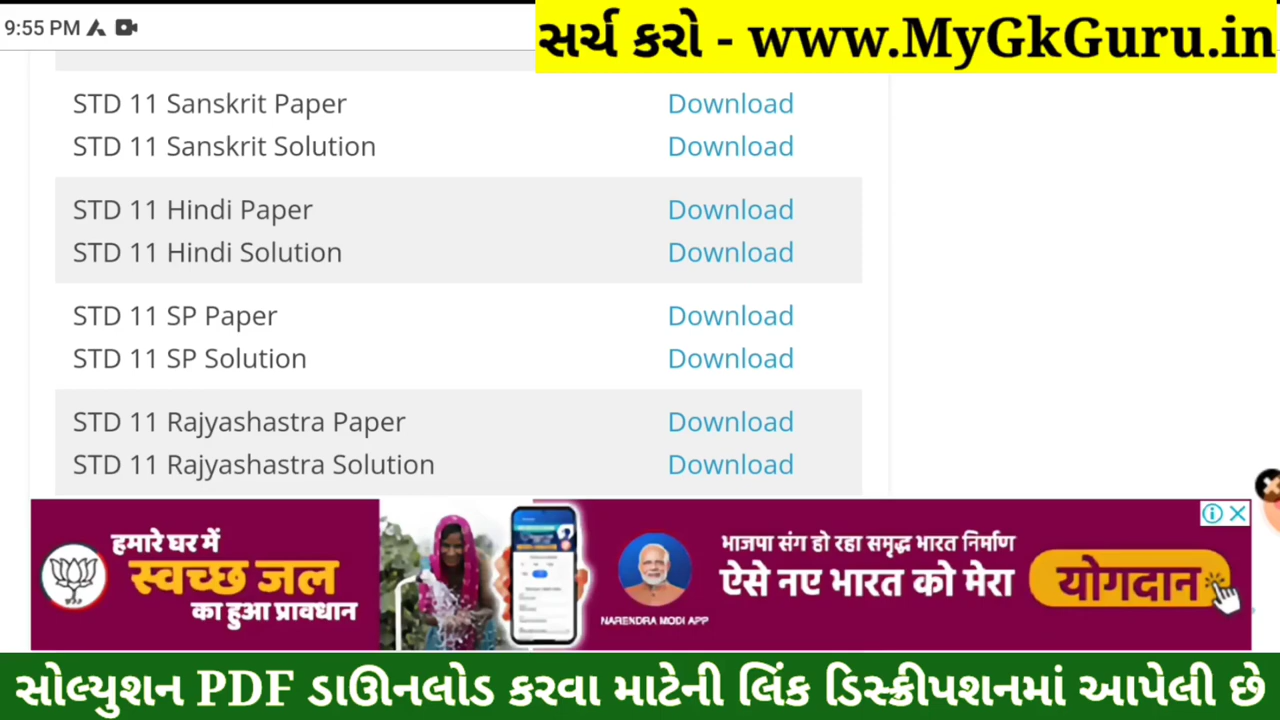 9:55 PM
સર્ચ કરો - www.MyGkGuru.in
STD 11 Sanskrit Paper Download
STD 11 Sanskrit Solution Download
STD 11 Hindi Paper Download
STD 11 Hindi Solution Download
STD 11 SP Paper Download
STD 11 SP Solution Download
STD 11 Rajyashastra Paper Download
STD 11 Rajyashastra Solution Download
हमारे घर में
स्वच्छ जल
का हुआ प्रावधान
NARENDRA MODI APP
भाजपा संग हो रहा समृद्ध भारत निर्माण
ऐसे नए भारत को मेरा
योगदान
સોલ્યુશન PDF ડાઊનલોડ કરવા માટેની લિંક ડિસ્ક્રીપશનમાં આપેલી છે